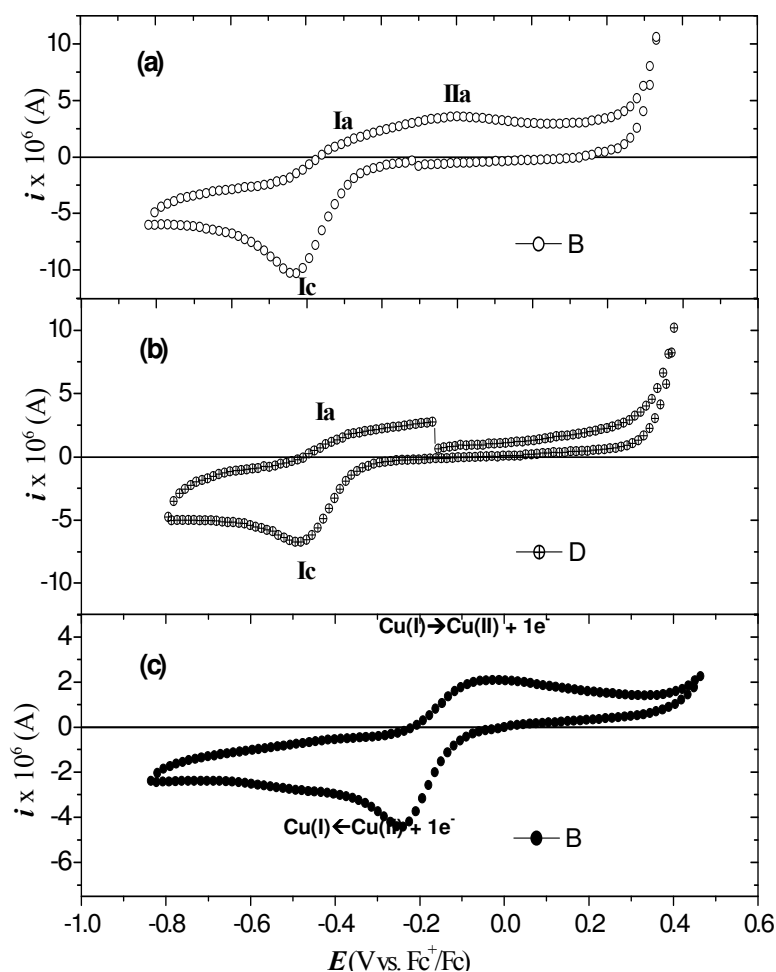 (a)
Ia
IIa
Ic
B
10
5
0
-5
-10
i x 10⁶ (A)
(b)
Ia
Ic
D
10
5
0
-5
-10
i x 10⁶ (A)
Cu(I)→Cu(II) + 1e⁻
(c)
Cu(I)←Cu(II) + 1e⁻
B
4
2
0
-2
-4
-6
i x 10⁶ (A)
-1.0 -0.8 -0.6 -0.4 -0.2 0.0 0.2 0.4 0.6
E(V vs. Fc⁺/Fc)